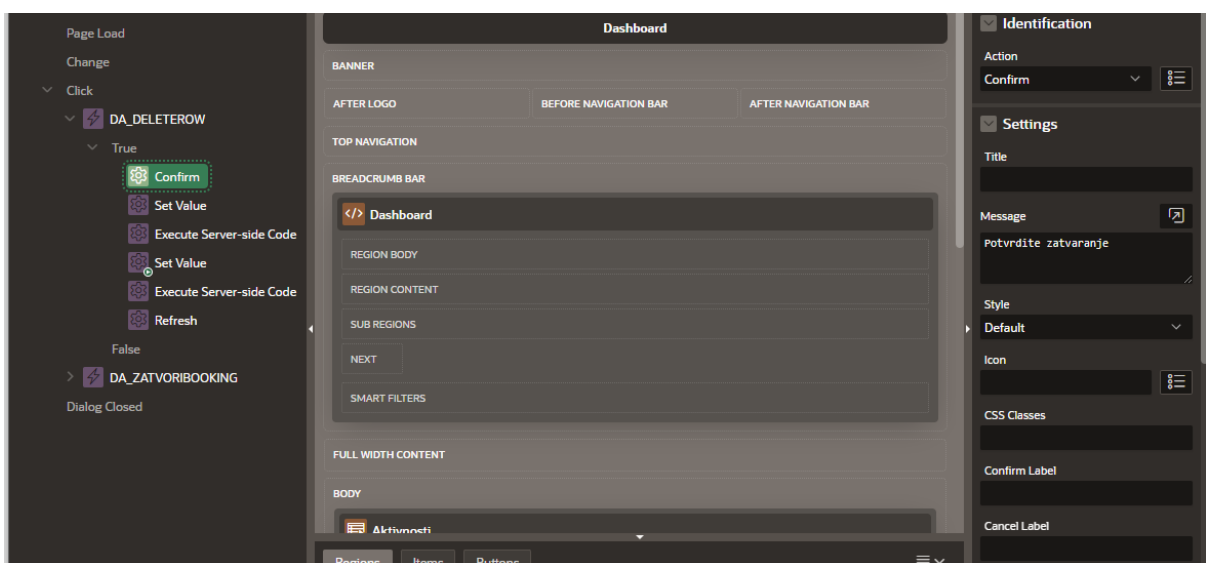 Page Load
Change
Click
DA_DELETEROW
True
Confirm
Set Value
Execute Server-side Code
Set Value
Execute Server-side Code
Refresh
False
DA_ZATVORIBOOKING
Dialog Closed
Dashboard
BANNER
AFTER LOGO
BEFORE NAVIGATION BAR
AFTER NAVIGATION BAR
TOP NAVIGATION
BREADCRUMB BAR
</> Dashboard
REGION BODY
REGION CONTENT
SUB REGIONS
NEXT
SMART FILTERS
FULL WIDTH CONTENT
BODY
Aktivnosti
Regions
Items
Buttons
Identification
Action
Confirm
Settings
Title
Message
Potvrdite zatvaranje
Style
Default
Icon
CSS Classes
Confirm Label
Cancel Label